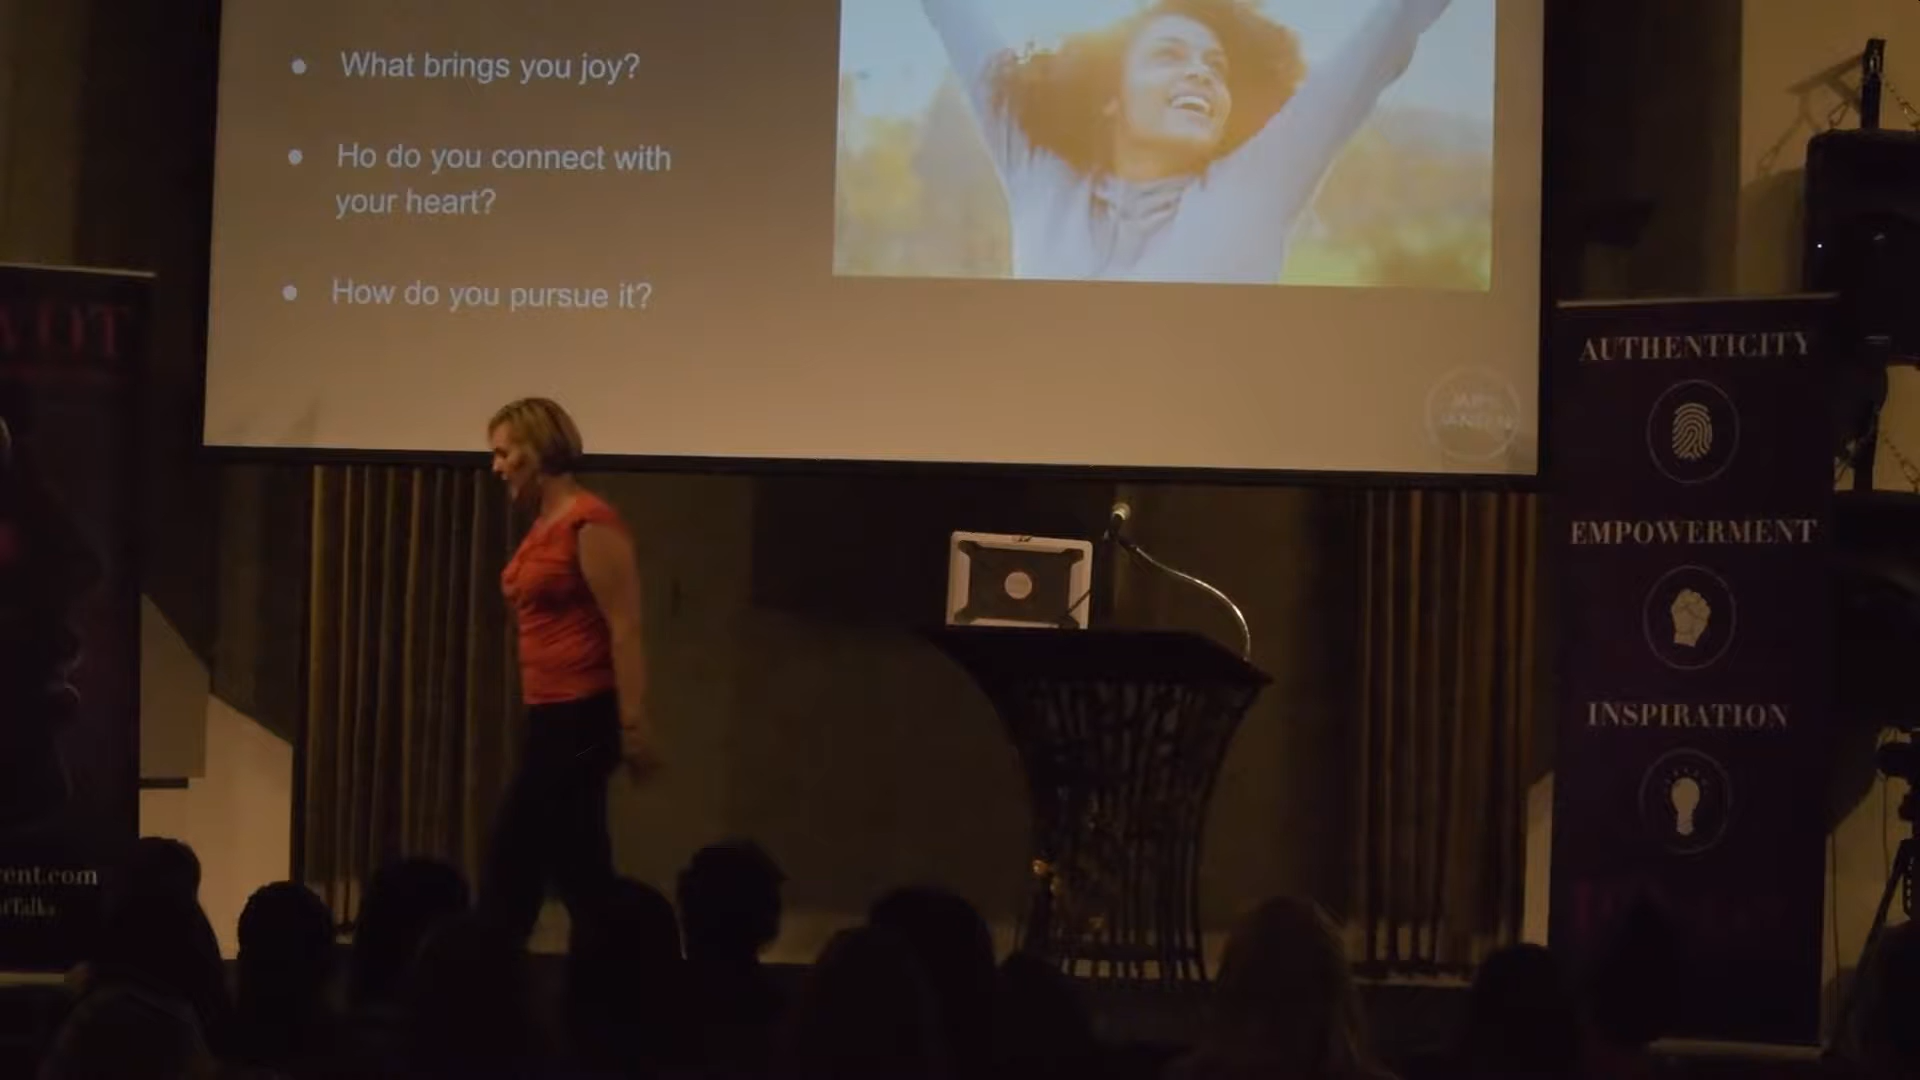 What brings you joy?
Ho do you connect with
your heart?
How do you pursue it?
AUTHENTICITY
EMPOWERMENT
INSPIRATION